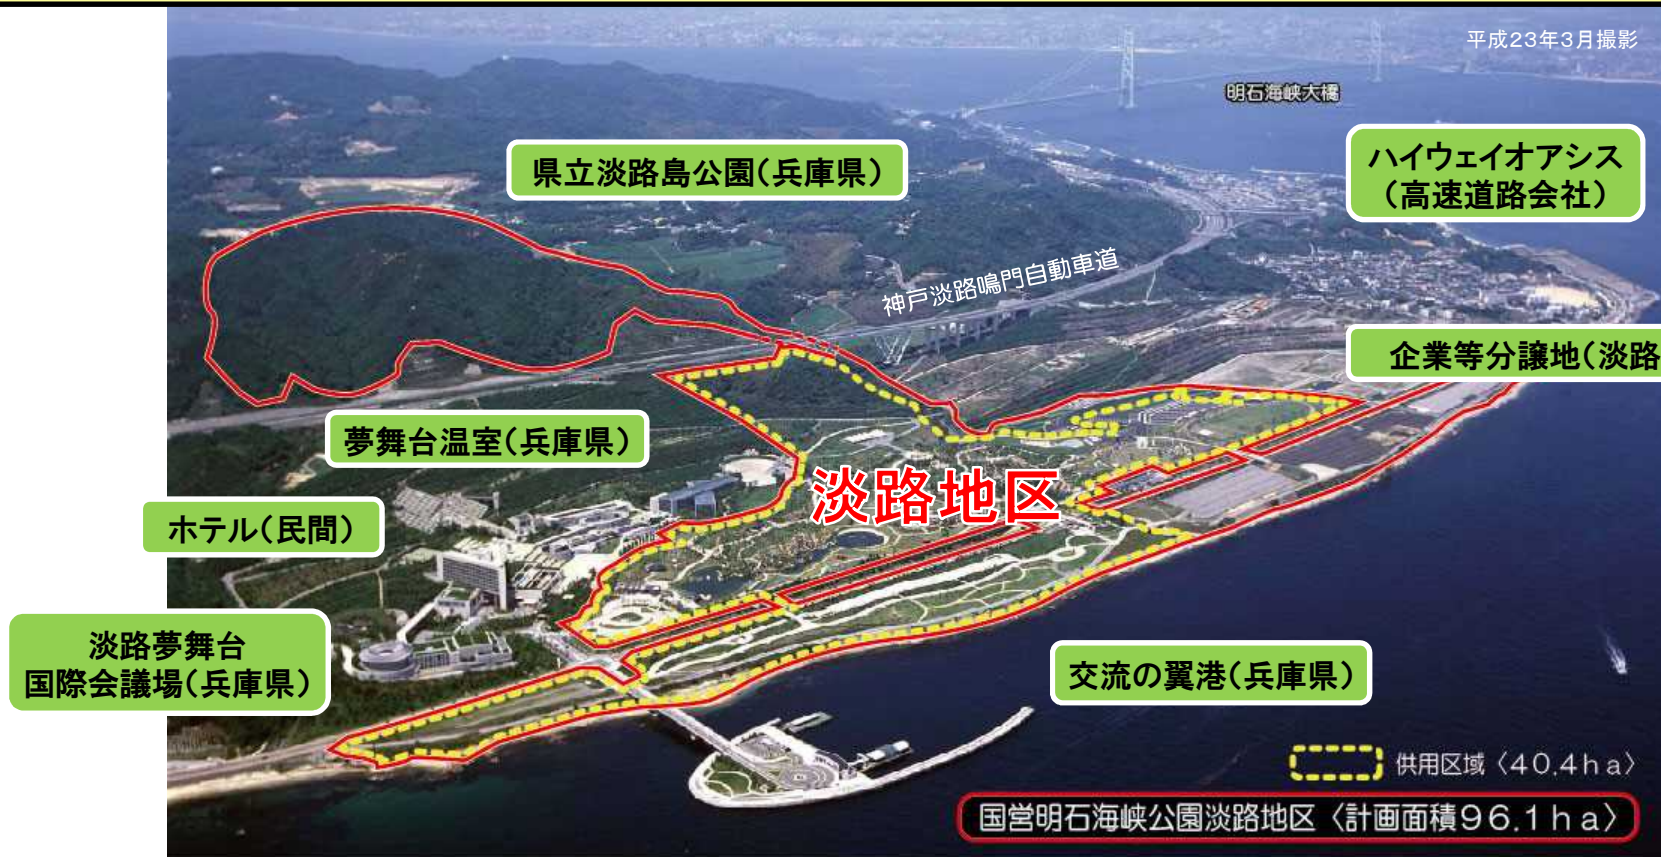 平成23年3月撮影
明石海峡大橋
県立淡路島公園(兵庫県)
ハイウェイオアシス
(高速道路会社)
神戸淡路鳴門自動車道
企業等分譲地(淡路
夢舞台温室(兵庫県)
淡路地区
ホテル(民間)
淡路夢舞台
国際会議場(兵庫県)
交流の翼港(兵庫県)
供用区域〈40.4ha〉
国営明石海峡公園淡路地区〈計画面積96.1ha〉